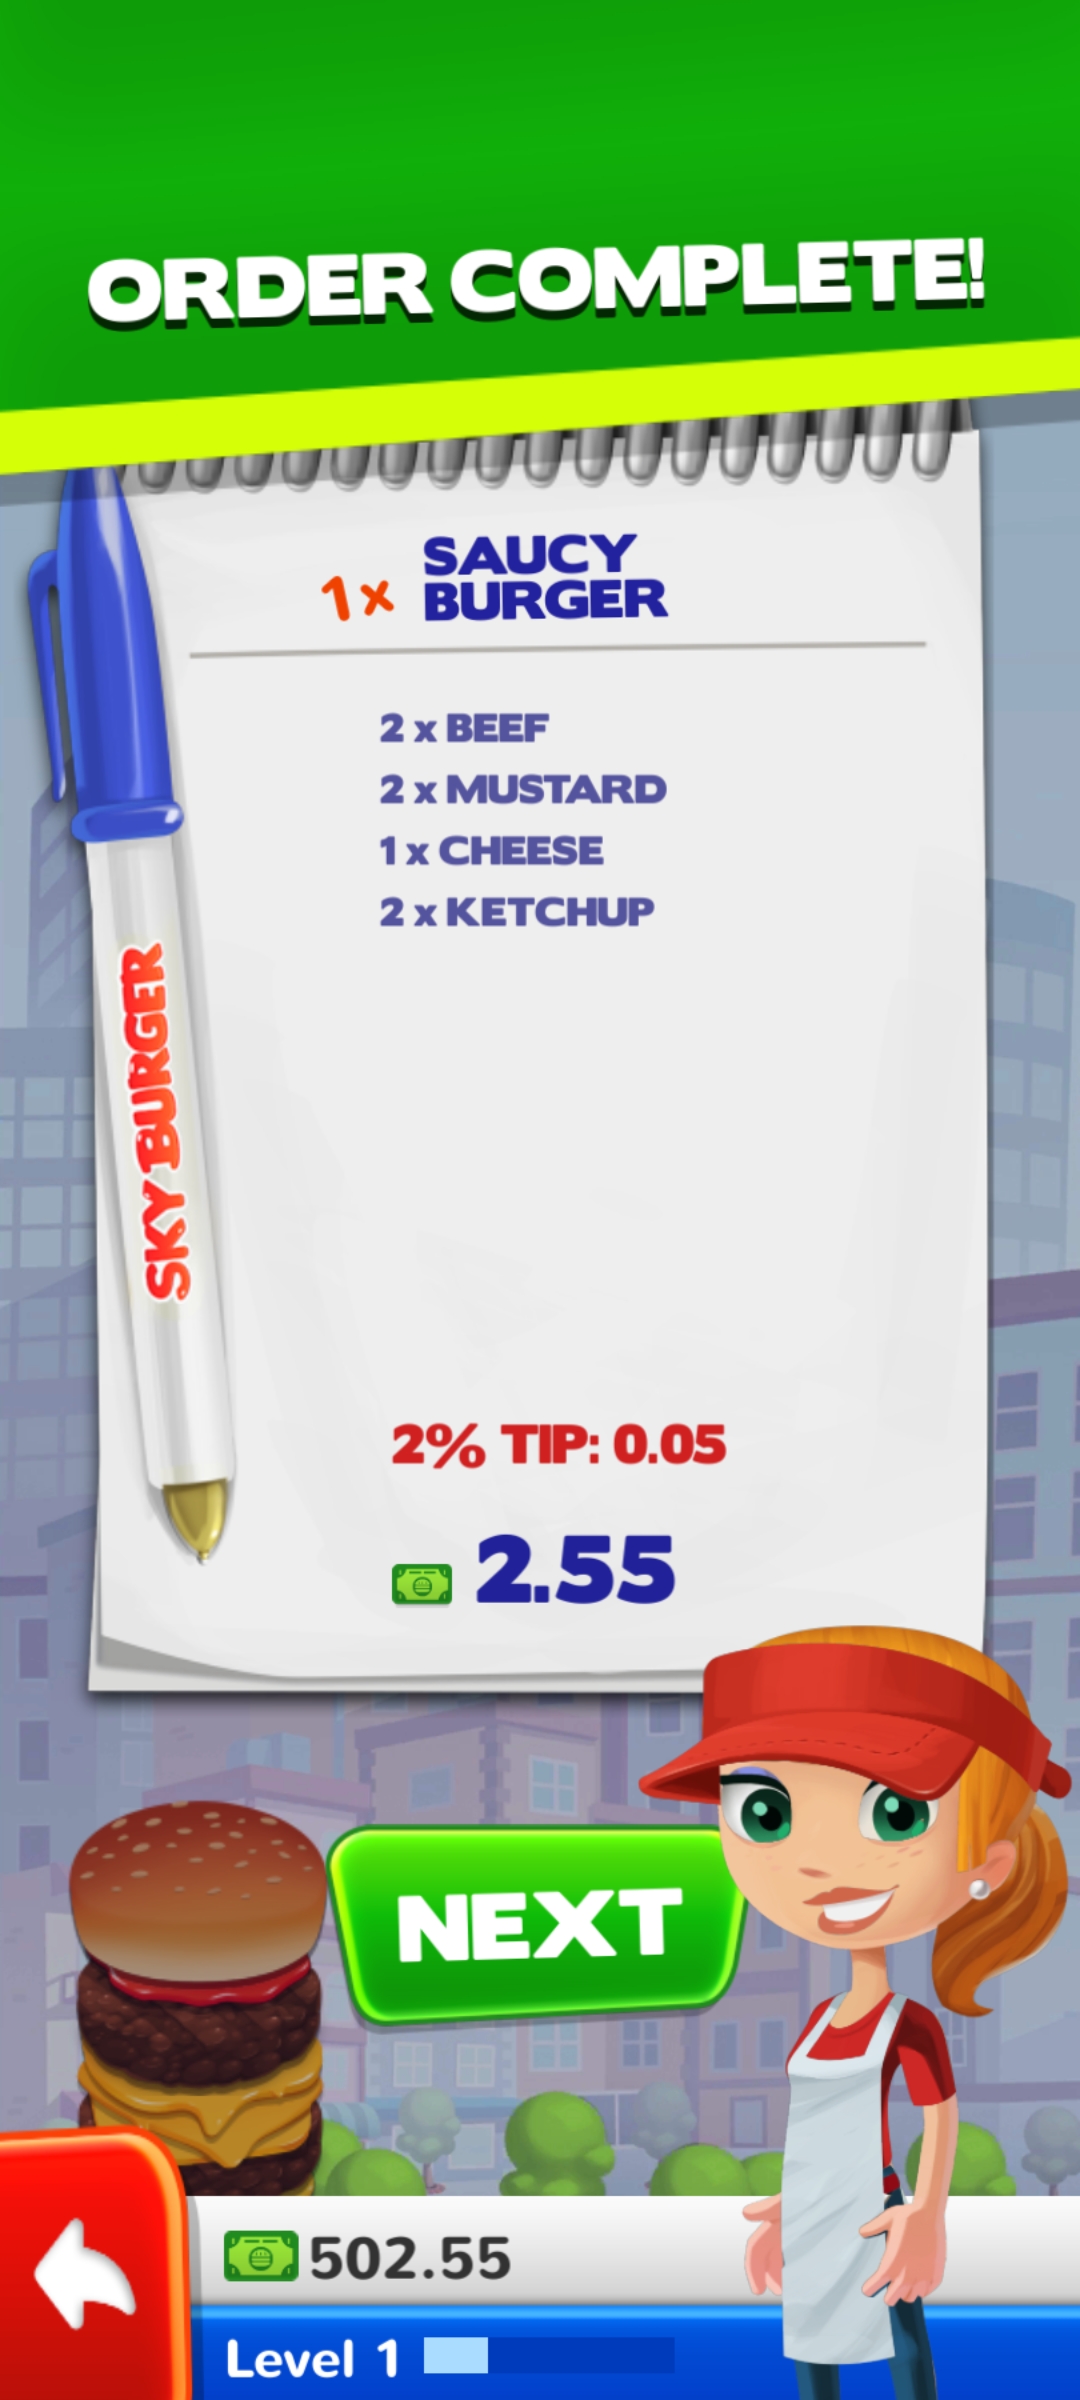 ORDER COMPLETE!
1x SAUCY
BURGER
2 x BEEF
2 x MUSTARD
1 x CHEESE
2 x KETCHUP
SKY BURGER
2% TIP: 0.05
2.55
NEXT
502.55
Level 1